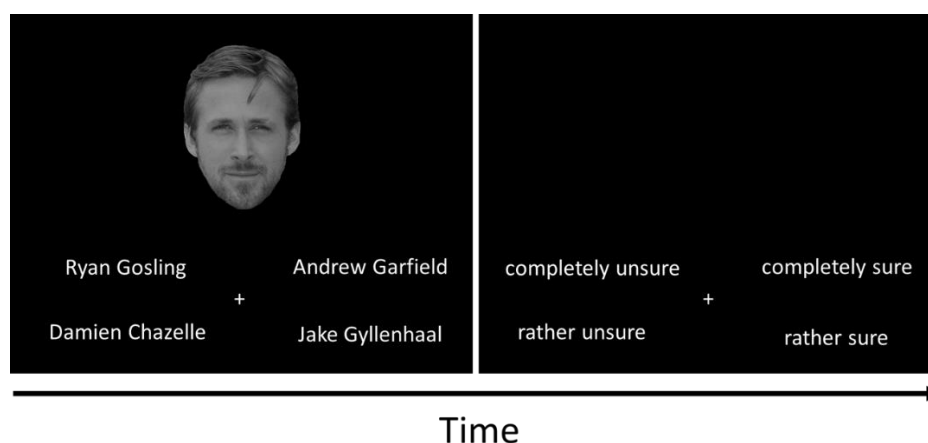 Ryan Gosling
Andrew Garfield
+
Damien Chazelle
Jake Gyllenhaal
completely unsure
completely sure
+
rather unsure
rather sure
Time